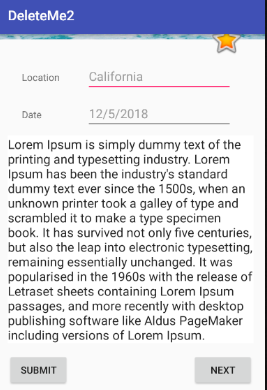 DeleteMe2
Location California
Date 12/5/2018
Lorem Ipsum is simply dummy text of the
printing and typesetting industry. Lorem
Ipsum has been the industry's standard
dummy text ever since the 1500s, when an
unknown printer took a galley of type and
scrambled it to make a type specimen
book. It has survived not only five centuries,
but also the leap into electronic typesetting,
remaining essentially unchanged. It was
popularised in the 1960s with the release of
Letraset sheets containing Lorem Ipsum
passages, and more recently with desktop
publishing software like Aldus PageMaker
including versions of Lorem Ipsum.
SUBMIT NEXT